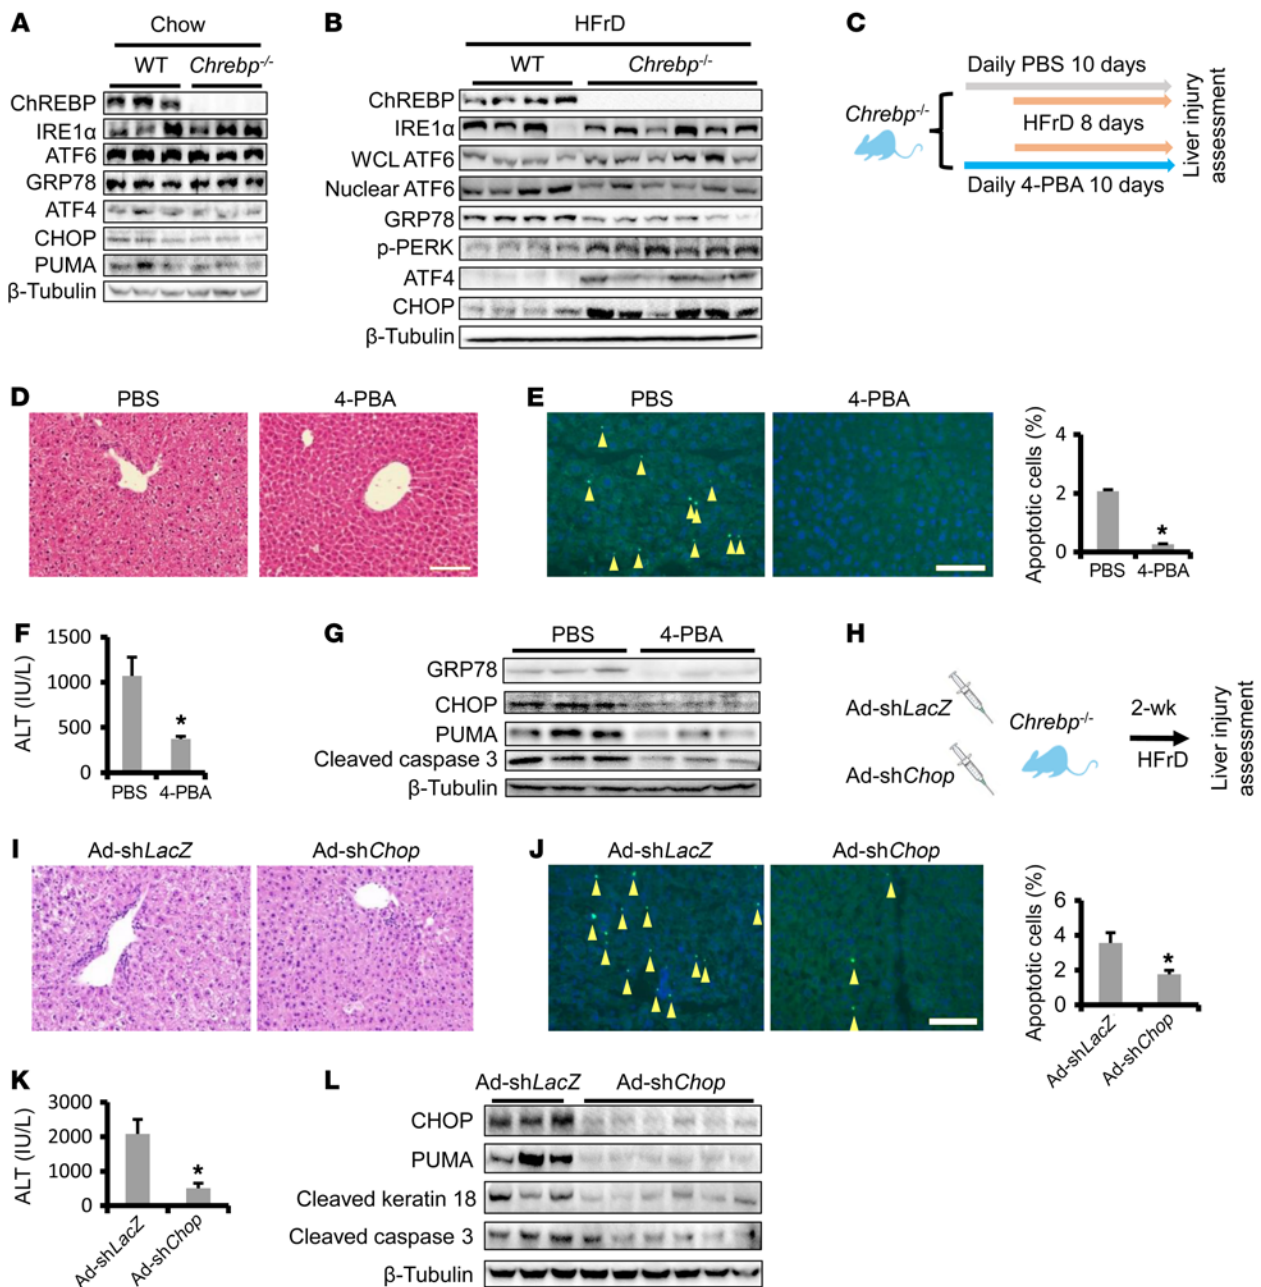 A
Chow
WT Chrebp-/-
ChREBP
IRE1α
ATF6
GRP78
ATF4
CHOP
PUMA
β-Tubulin
B
HFrD
WT Chrebp-/-
ChREBP
IRE1α
WCL ATF6
Nuclear ATF6
GRP78
p-PERK
ATF4
CHOP
β-Tubulin
C
Chrebp-/-
Daily PBS 10 days
HFrD 8 days
Daily 4-PBA 10 days
Liver injury
assessment
D
PBS 4-PBA
E
PBS 4-PBA
Apoptotic cells (%)
4
2
0
*
PBS 4-PBA
F
ALT (IU/L)
1500
1000
500
0
*
PBS 4-PBA
G
PBS 4-PBA
GRP78
CHOP
PUMA
Cleaved caspase 3
β-Tubulin
H
Ad-shLacZ
Ad-shChop
Chrebp-/-
2-wk
HFrD
Liver injury
assessment
I
Ad-shLacZ Ad-shChop
J
Ad-shLacZ Ad-shChop
Apoptotic cells (%)
6
4
2
0
*
Ad-shLacZ
Ad-shChop
K
ALT (IU/L)
3000
2000
1000
0
*
Ad-shLacZ
Ad-shChop
L
Ad-shLacZ Ad-shChop
CHOP
PUMA
Cleaved keratin 18
Cleaved caspase 3
β-Tubulin